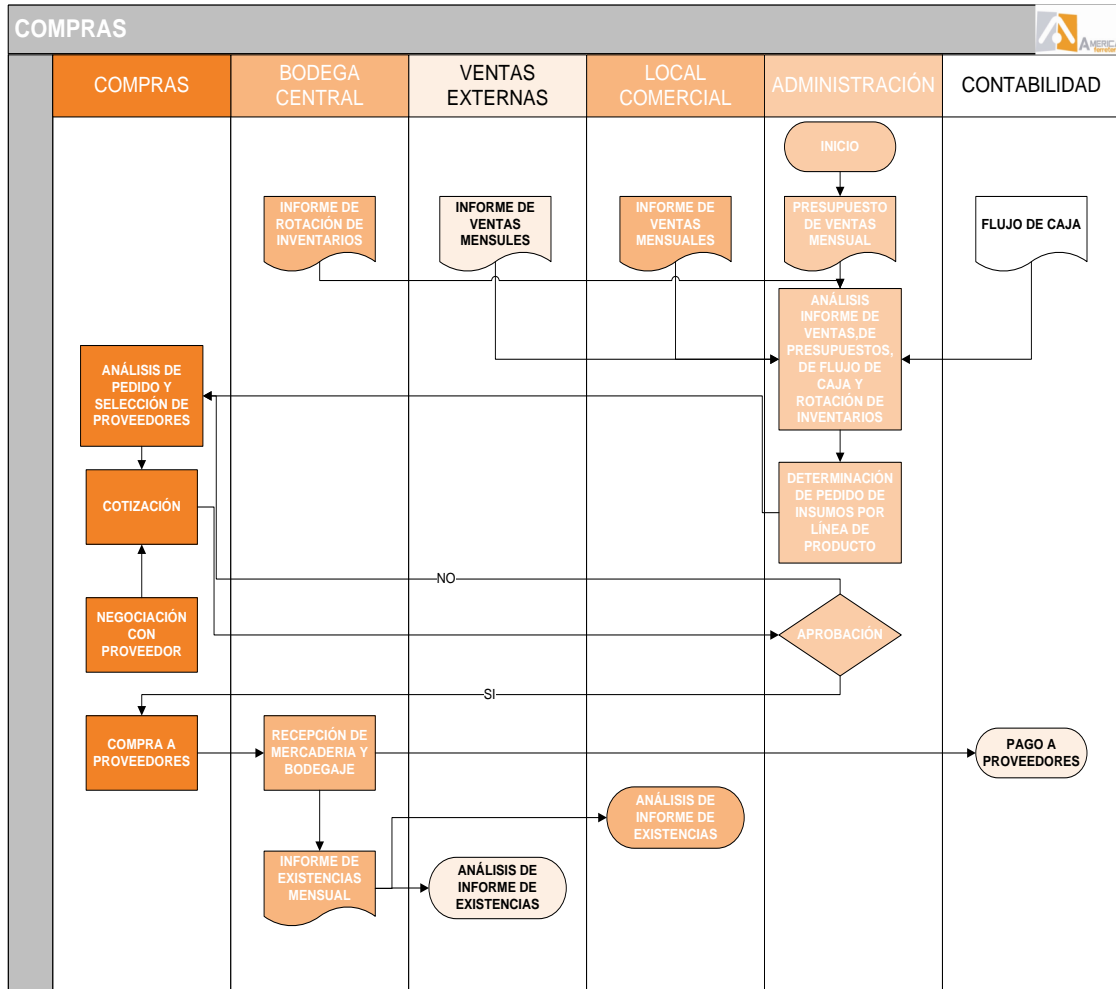 COMPRAS
AMERICA
ferretera
COMPRAS
BODEGA
CENTRAL
VENTAS
EXTERNAS
LOCAL
COMERCIAL
ADMINISTRACIÓN
CONTABILIDAD
INICIO
INFORME DE
ROTACIÓN DE
INVENTARIOS
INFORME DE
VENTAS
MENSULES
INFORME DE
VENTAS
MENSUALES
PRESUPUESTO
DE VENTAS
MENSUAL
FLUJO DE CAJA
ANÁLISIS
INFORME DE
VENTAS,DE
PRESUPUESTOS,
DE FLUJO DE
CAJA Y
ROTACIÓN DE
INVENTARIOS
ANÁLISIS DE
PEDIDO Y
SELECCIÓN DE
PROVEEDORES
COTIZACIÓN
DETERMINACIÓN
DE PEDIDO DE
INSUMOS POR
LÍNEA DE
PRODUCTO
NO
NEGOCIACIÓN
CON
PROVEEDOR
APROBACIÓN
SI
COMPRA A
PROVEEDORES
RECEPCIÓN DE
MERCADERIA Y
BODEGAJE
PAGO A
PROVEEDORES
ANÁLISIS DE
INFORME DE
EXISTENCIAS
INFORME DE
EXISTENCIAS
MENSUAL
ANÁLISIS DE
INFORME DE
EXISTENCIAS